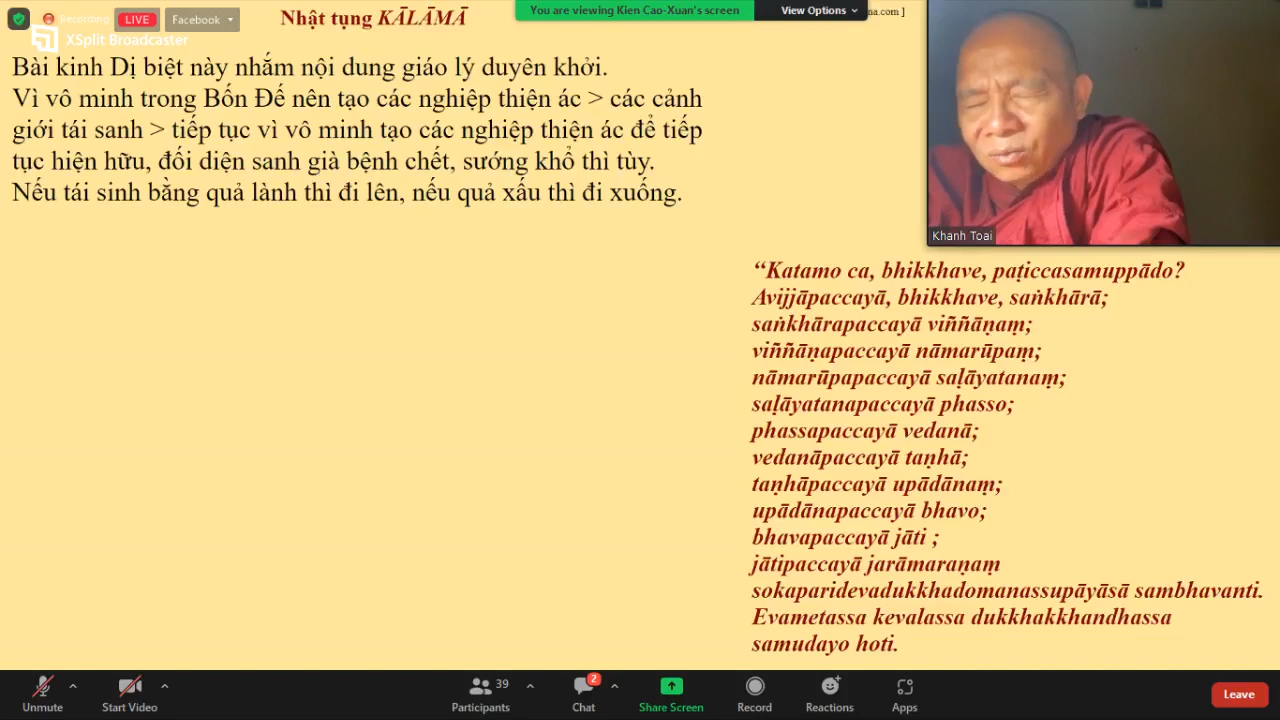 Recording
LIVE
Facebook
XSplit Broadcaster
Nhật tụng KĀLĀMĀ
You are viewing Kien Cao-Xuan's screen
View Options
na.com ]
Bài kinh Dị biệt này nhắm nội dung giáo lý duyên khởi.
Vì vô minh trong Bốn Đế nên tạo các nghiệp thiện ác > các cảnh
giới tái sanh > tiếp tục vì vô minh tạo các nghiệp thiện ác để tiếp
tục hiện hữu, đối diện sanh già bệnh chết, sướng khổ thì tùy.
Nếu tái sinh bằng quả lành thì đi lên, nếu quả xấu thì đi xuống.
Khanh Toai
“Katamo ca, bhikkhave, paṭiccasamuppādo?
Avijjāpaccayā, bhikkhave, saṅkhārā;
saṅkhārapaccayā viññāṇaṃ;
viññāṇapaccayā nāmarūpaṃ;
nāmarūpapaccayā saḷāyatanaṃ;
saḷāyatanapaccayā phasso;
phassapaccayā vedanā;
vedanāpaccayā taṇhā;
taṇhāpaccayā upādānaṃ;
upādānapaccayā bhavo;
bhavapaccayā jāti ;
jātipaccayā jarāmaraṇaṃ
sokaparidevadukkhadomanassupāyāsā sambhavanti.
Evametassa kevalassa dukkhakkhandhassa
samudayo hoti.
39
2
Unmute
Start Video
Participants
Chat
Share Screen
Record
Reactions
Apps
Leave